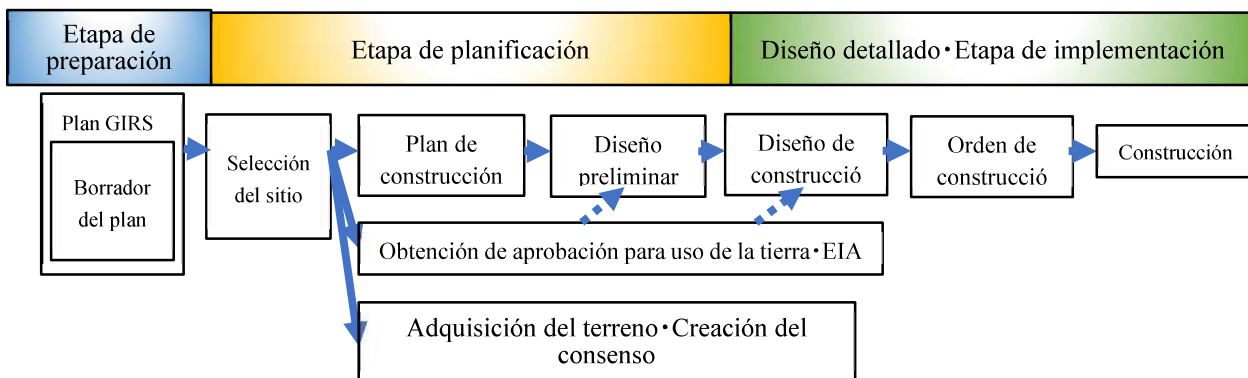 Etapa de
preparación
Etapa de planificación
Diseño detallado・Etapa de implementación
Plan GIRS
Borrador
del plan
Selección
del sitio
Plan de
construcción
Diseño
preliminar
Diseño de
construcció
Orden de
construcció
Construcción
Obtención de aprobación para uso de la tierra・EIA
Adquisición del terreno・Creación del
consenso